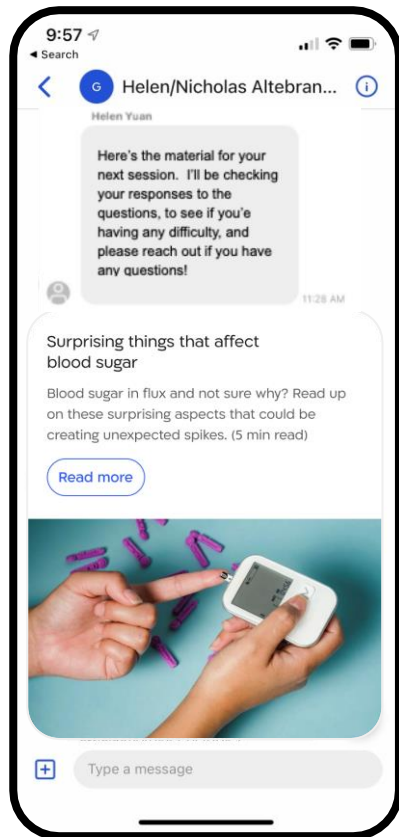 9:57
Search
G Helen/Nicholas Altebran... i
Helen Yuan
Here's the material for your
next session. I'll be checking
your responses to the
questions, to see if you'e
having any difficulty, and
please reach out if you have
any questions!
11:28 AM
Surprising things that affect
blood sugar
Blood sugar in flux and not sure why? Read up
on these surprising aspects that could be
creating unexpected spikes. (5 min read)
Read more
Type a message